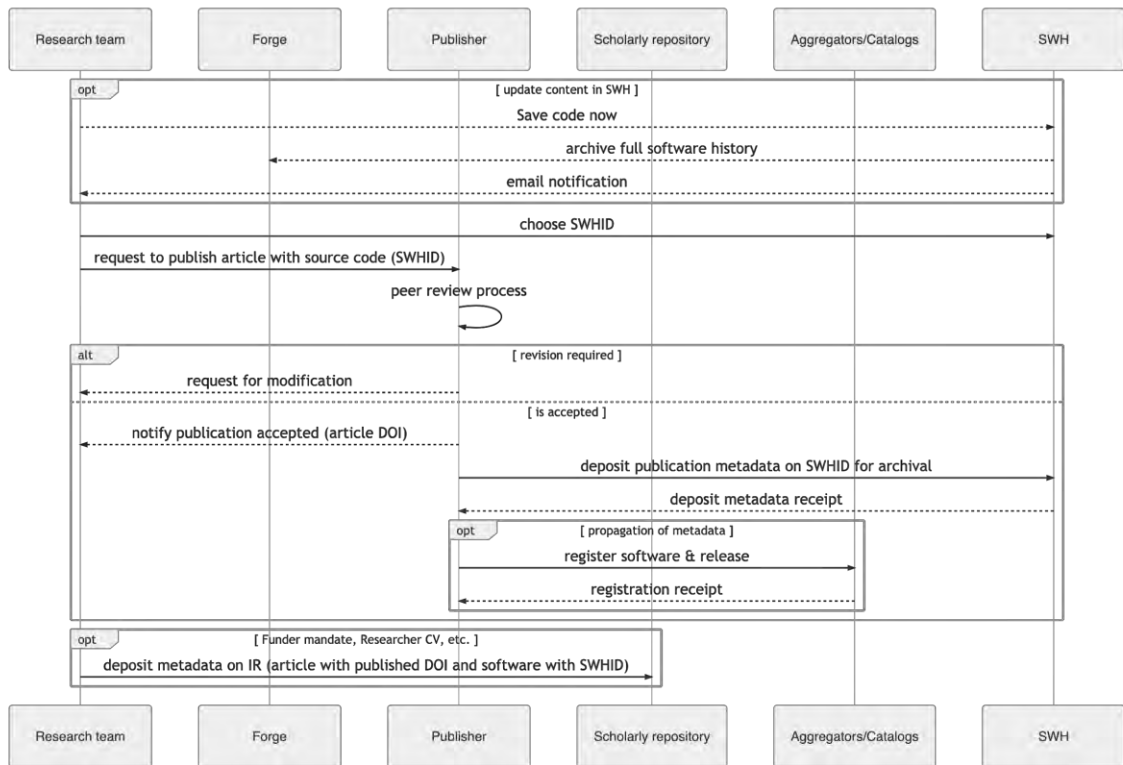 Research team
Forge
Publisher
Scholarly repository
Aggregators/Catalogs
SWH
opt
[ update content in SWH ]
Save code now
archive full software history
email notification
choose SWHID
request to publish article with source code (SWHID)
peer review process
alt
[ revision required ]
request for modification
[ is accepted ]
notify publication accepted (article DOI)
deposit publication metadata on SWHID for archival
deposit metadata receipt
opt
[ propagation of metadata ]
register software & release
registration receipt
opt
[ Funder mandate, Researcher CV, etc. ]
deposit metadata on IR (article with published DOI and software with SWHID)
Research team
Forge
Publisher
Scholarly repository
Aggregators/Catalogs
SWH